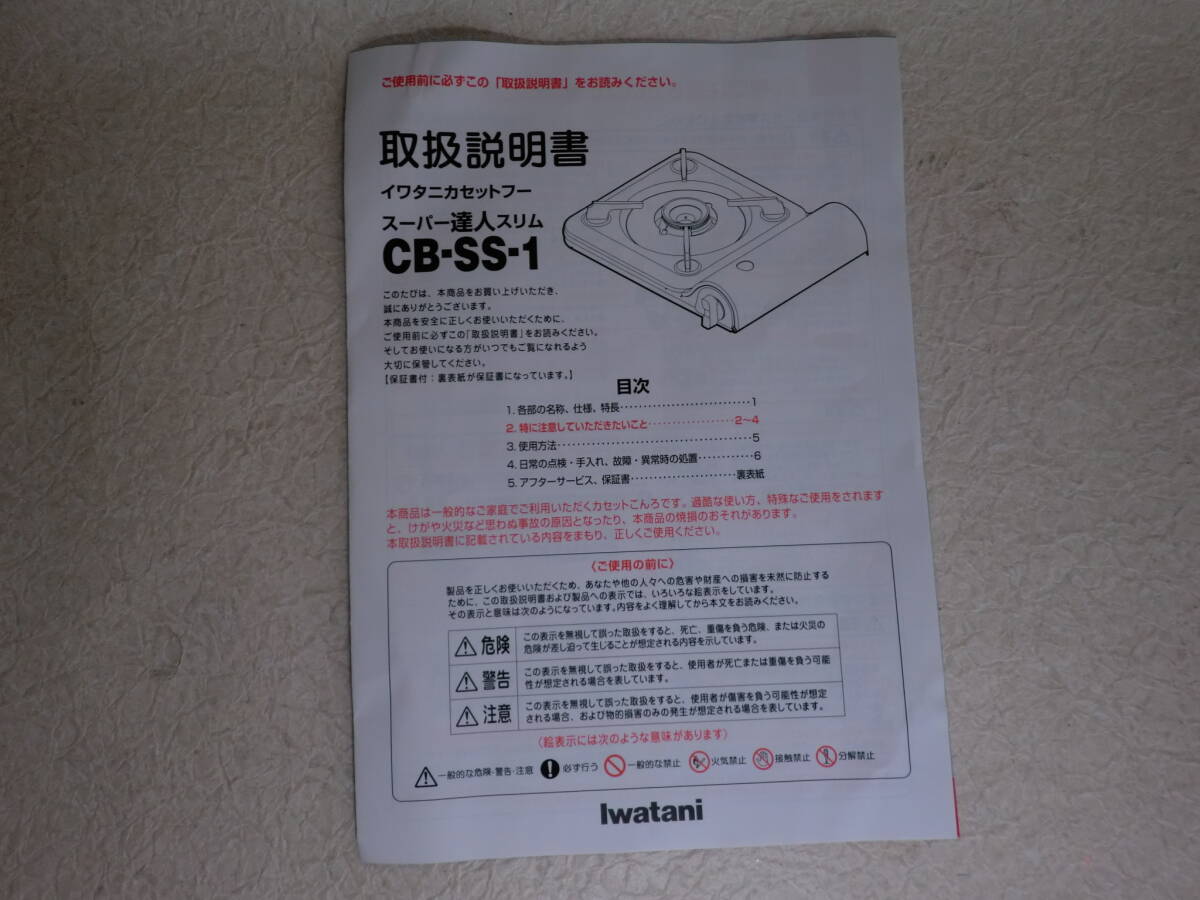 ご使用前に必ずこの「取扱説明書」をお読みください。
取扱説明書
イワタニカセットフー
スーパー達人スリム
CB-SS-1
このたびは、本商品をお買い上げいただき、
誠にありがとうございます。
本商品を安全に正しくお使いいただくために、
ご使用前に必ずこの「取扱説明書」をお読みください。
そしてお使いになる方がいつでもご覧になれるよう
大切に保管してください。
【保証書付：裏表紙が保証書になっています。】
目次
1. 各部の名称、仕様、特長‥‥‥‥‥‥‥‥‥‥1
2. 特に注意していただきたいこと‥‥‥‥‥‥2～4
3. 使用方法‥‥‥‥‥‥‥‥‥‥‥‥‥‥‥5
4. 日常の点検・手入れ、故障・異常時の処置‥‥‥‥6
5. アフターサービス、保証書‥‥‥‥‥‥‥‥裏表紙
本商品は一般的なご家庭でご利用いただくカセットこんろです。過酷な使い方、特殊なご使用をされます
と、けがや火災など思わぬ事故の原因となったり、本商品の焼損のおそれがあります。
本取扱説明書に記載されている内容をまもり、正しくご使用ください。
〈ご使用の前に〉
製品を正しくお使いいただくため、あなたや他の人々への危害や財産への損害を未然に防止する
ために、この取扱説明書および製品への表示では、いろいろな絵表示をしています。
その表示と意味は次のようになっています。内容をよく理解してから本文をお読みください。
危険 この表示を無視して誤った取扱をすると、死亡、重傷を負う危険、または火災の
危険が差し迫って生じることが想定される内容を示しています。
警告 この表示を無視して誤った取扱をすると、使用者が死亡または重傷を負う可能
性が想定される場合を表しています。
注意 この表示を無視して誤った取扱をすると、使用者が傷害を負う可能性が想定
される場合、および物的損害のみの発生が想定される場合を表しています。
（絵表示には次のような意味があります）
一般的な危険・警告・注意 必ず行う 一般的な禁止 火気禁止 接触禁止 分解禁止
Iwatani